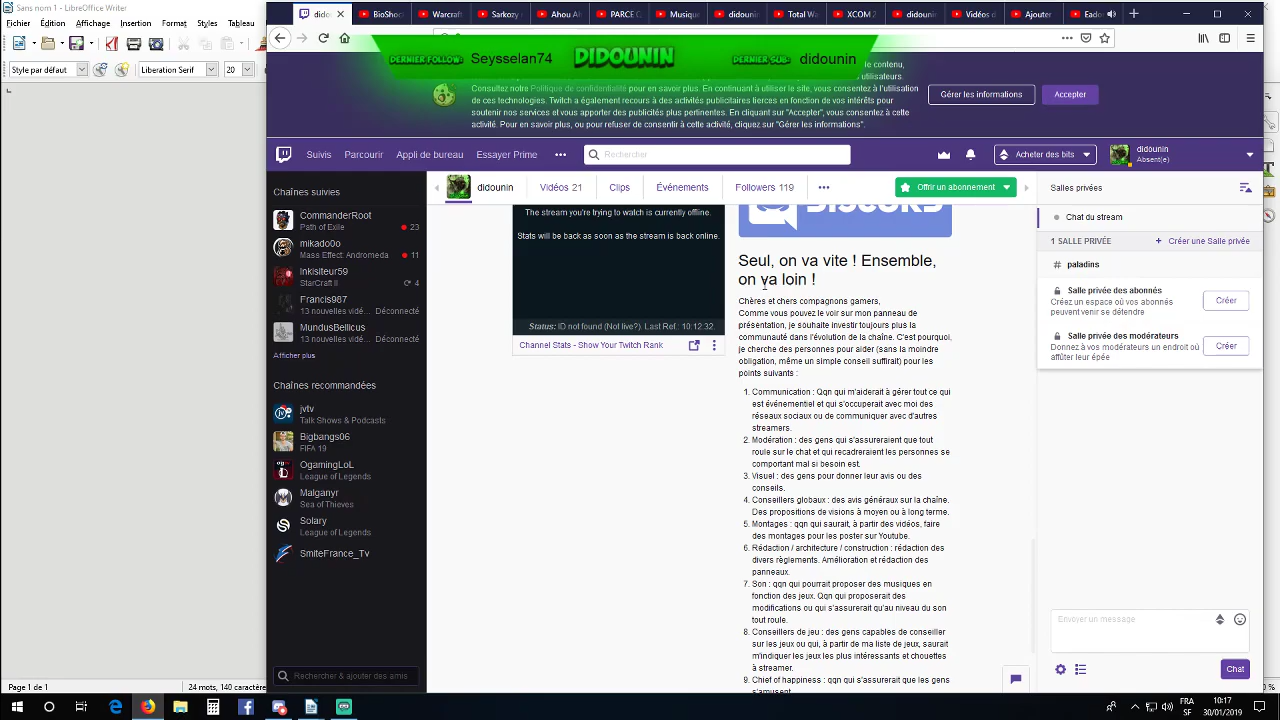 Sans nom 1 - LibreOffice Writer
Fichier Édition Affichage Insertion Format Styles Tableau
Style par défaut Liberation Serif 20
Page 1 de 1 24 mots, 140 caractères
BioShoc Warcraf Sarkozy Ahou Al PARCE C Musique didounin Total Wa XCOM 2 didounin Vidéos d Ajouter Eador
DERNIER FOLLOW: Seysselan74 DIDOUNIN DERNIER SUB: didounin
le contenu,
utilisateurs.
Consultez notre Politique de confidentialité pour en savoir plus. En continuant à utiliser le site, vous consentez à l'utilisation
de ces technologies. Twitch a également recours à des activités publicitaires tierces en fonction de vos intérêts pour
soutenir nos services et vous apporter des publicités plus pertinentes. En cliquant sur "Accepter", vous consentez à cette
activité. Pour en savoir plus, ou pour refuser de consentir à cette activité, cliquez sur "Gérer les informations".
Gérer les informations Accepter
Suivis Parcourir Appli de bureau Essayer Prime Rechercher Acheter des bits didounin
Absent(e)
Chaînes suivies
CommanderRoot
Path of Exile 23
mikado0o
Mass Effect: Andromeda 11
Inkisiteur59
StarCraft II 4
Francis987
13 nouvelles vidé... Déconnecté
MundusBellicus
13 nouvelles vidé... Déconnecté
Afficher plus
Chaînes recommandées
jvtv
Talk Shows & Podcasts
Bigbangs06
FIFA 19
OgamingLoL
League of Legends
Malganyr
Sea of Thieves
Solary
League of Legends
SmiteFrance_Tv
Rechercher & ajouter des amis
didounin Vidéos 21 Clips Événements Followers 119 Offrir un abonnement
The stream you're trying to watch is currently offline.
Stats will be back as soon as the stream is back online.
Status: ID not found (Not live?). Last Ref.: 10:12:32
Channel Stats - Show Your Twitch Rank
DISCORD
Seul, on va vite ! Ensemble,
on va loin !
Chères et chers compagnons gamers,
Comme vous pouvez le voir sur mon panneau de
présentation, je souhaite investir toujours plus la
communauté dans l'évolution de la chaîne. C'est pourquoi,
je cherche des personnes pour aider (sans la moindre
obligation, même un simple conseil suffirait) pour les
points suivants :
1. Communication : Qqn qui m'aiderait à gérer tout ce qui
est événementiel et qui s'occuperait avec moi des
réseaux sociaux ou de communiquer avec d'autres
streamers.
2. Modération : des gens qui s'assureraient que tout
roule sur le chat et qui recadreraient les personnes se
comportant mal si besoin est.
3. Visuel : des gens pour donner leur avis ou des
conseils.
4. Conseillers globaux : des avis généraux sur la chaîne.
Des propositions de visions à moyen ou à long terme.
5. Montages : qqn qui saurait, à partir des vidéos, faire
des montages pour les poster sur Youtube.
6. Rédaction / architecture / construction : rédaction des
divers règlements. Amélioration et rédaction des
panneaux.
7. Son : qqn qui pourrait proposer des musiques en
fonction des jeux. Qqn qui proposerait des
modifications ou qui s'assurerait qu'au niveau du son
tout roule.
8. Conseillers de jeu : des gens capables de conseiller
sur les jeux ou qui, à partir de ma liste de jeux, saurait
m'indiquer les jeux les plus intéressants et chouettes
à streamer.
9. Chief of happiness : qqn qui s'assurerait que les gens
s'amusent
Salles privées
Chat du stream
1 SALLE PRIVÉE + Créer une Salle privée
# paladins
Salle privée des abonnés
Créez un espace où vos abonnés
peuvent venir se détendre
Créer
Salle privée des modérateurs
Donnez à vos modérateurs un endroit où
affûter leur épée
Créer
Envoyer un message
Chat
FRA
SF
10:17
30/01/2019